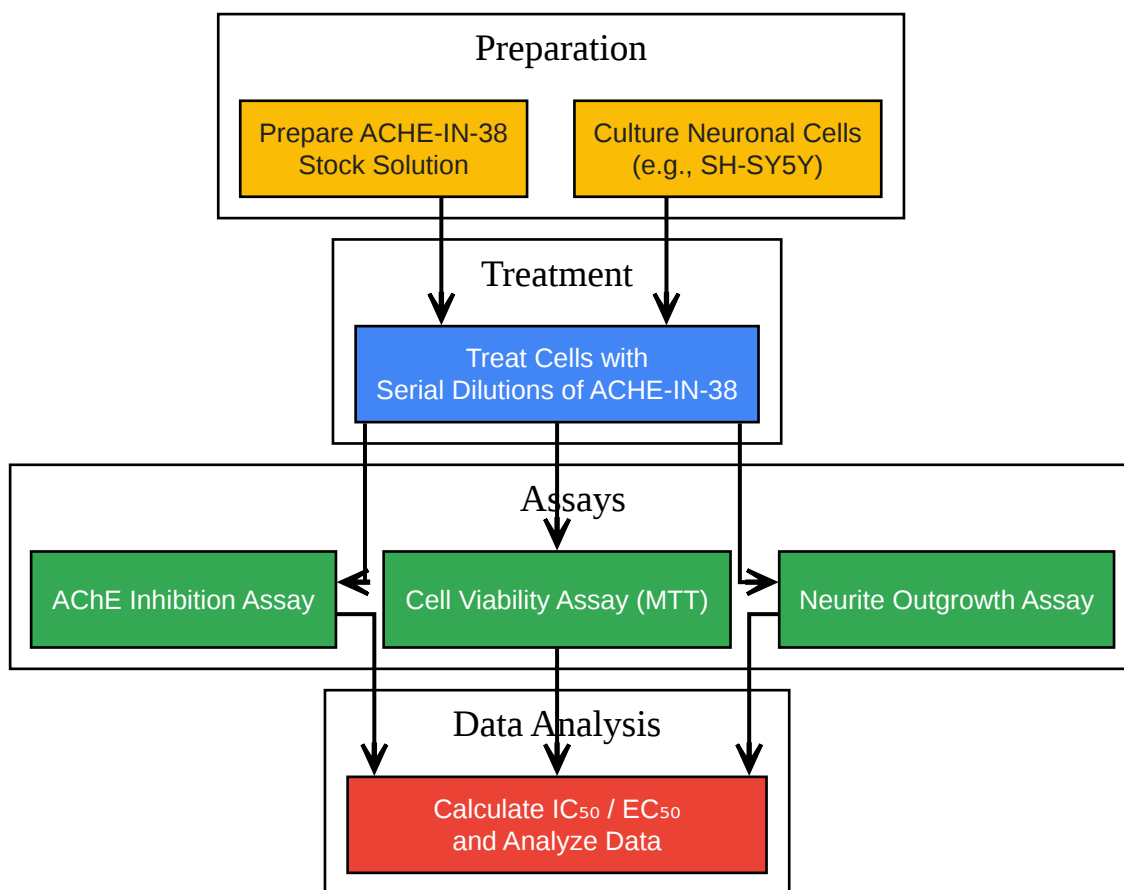 Preparation
Prepare ACHE-IN-38
Stock Solution
Culture Neuronal Cells
(e.g., SH-SY5Y)
Treatment
Treat Cells with
Serial Dilutions of ACHE-IN-38
Assays
AChE Inhibition Assay
Cell Viability Assay (MTT)
Neurite Outgrowth Assay
Data Analysis
Calculate IC₅₀ / EC₅₀
and Analyze Data